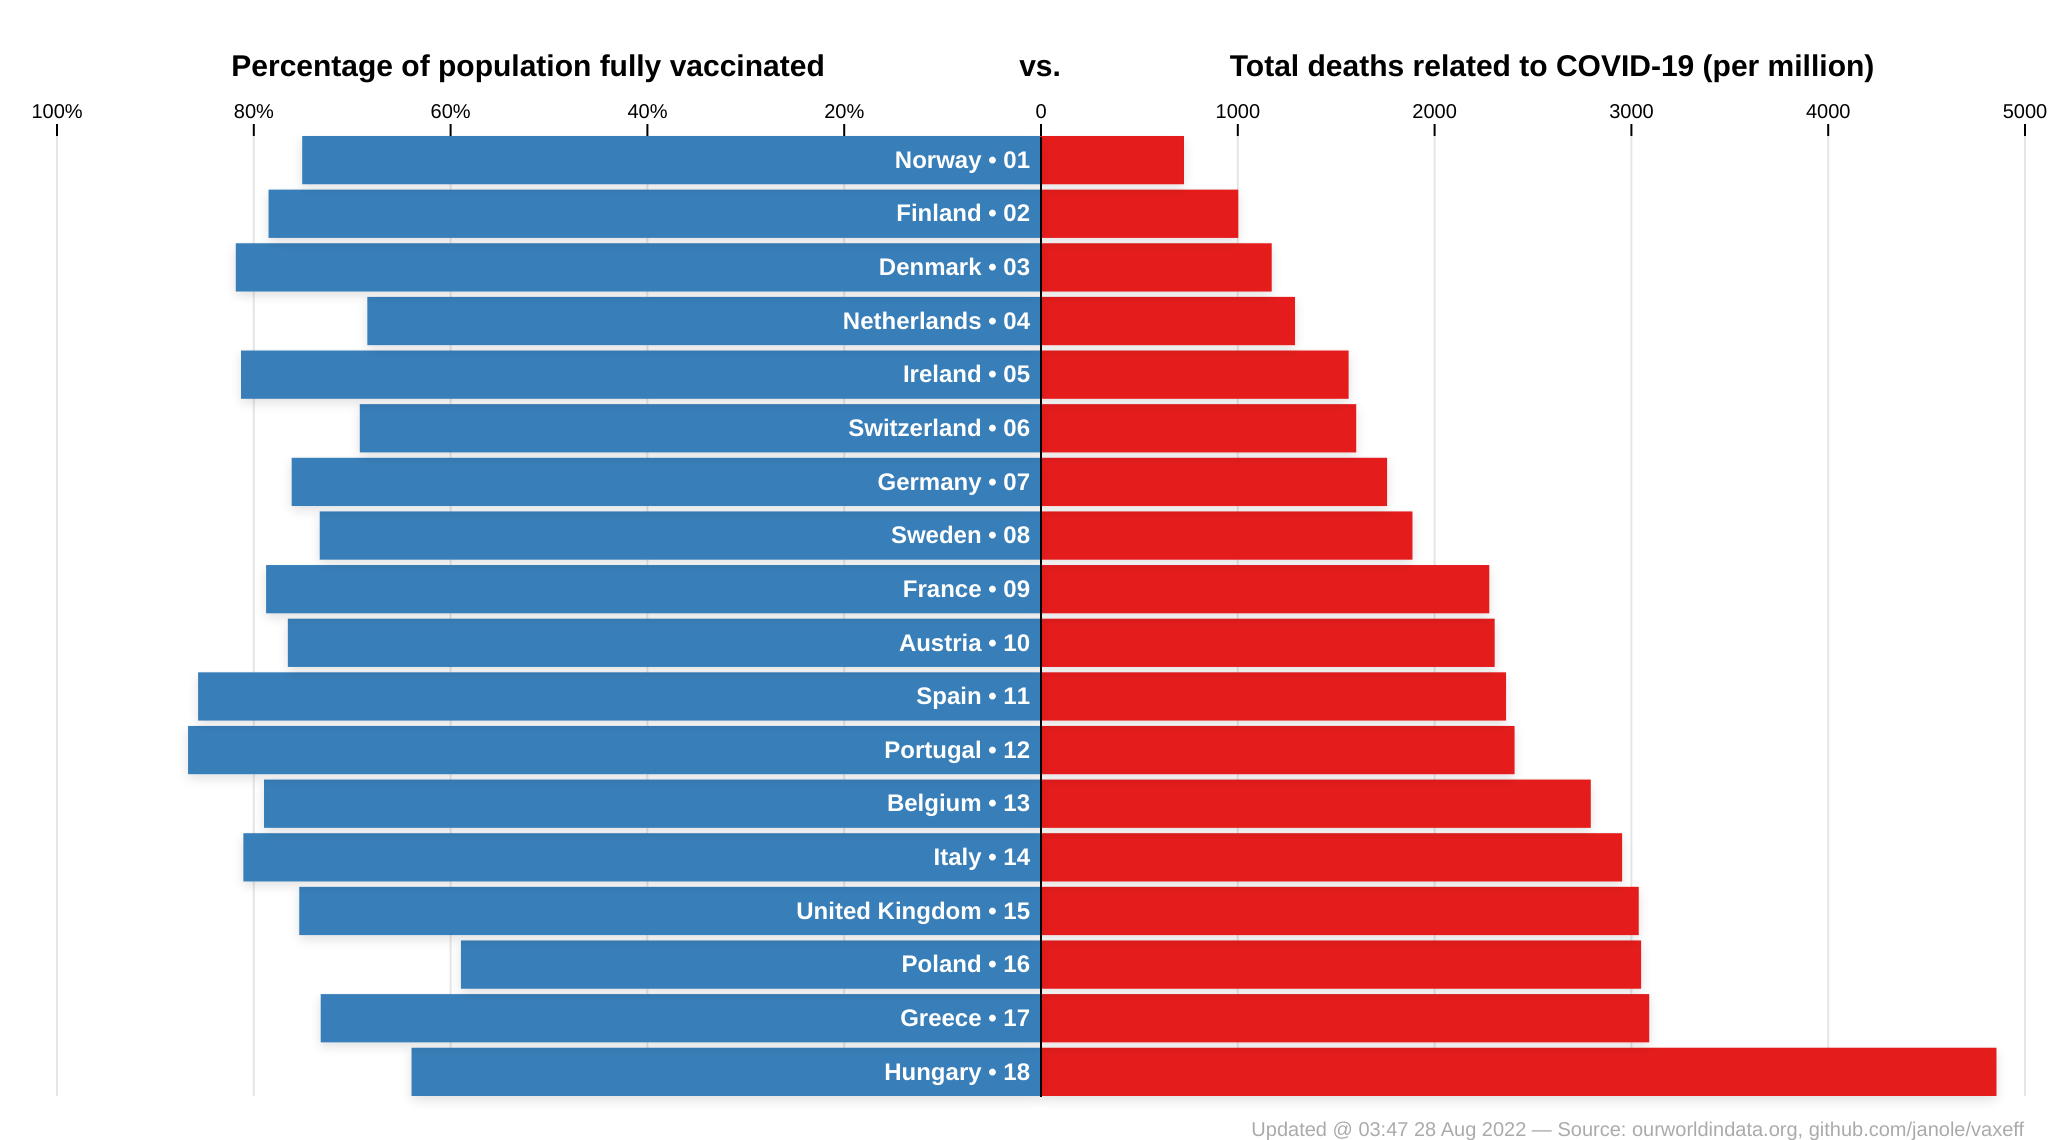 Percentage of population fully vaccinated vs. Total deaths related to COVID-19 (per million)
100% 80% 60% 40% 20% 0 1000 2000 3000 4000 5000
Norway • 01
Finland • 02
Denmark • 03
Netherlands • 04
Ireland • 05
Switzerland • 06
Germany • 07
Sweden • 08
France • 09
Austria • 10
Spain • 11
Portugal • 12
Belgium • 13
Italy • 14
United Kingdom • 15
Poland • 16
Greece • 17
Hungary • 18
Updated @ 03:47 28 Aug 2022 — Source: ourworldindata.org, github.com/janole/vaxeff